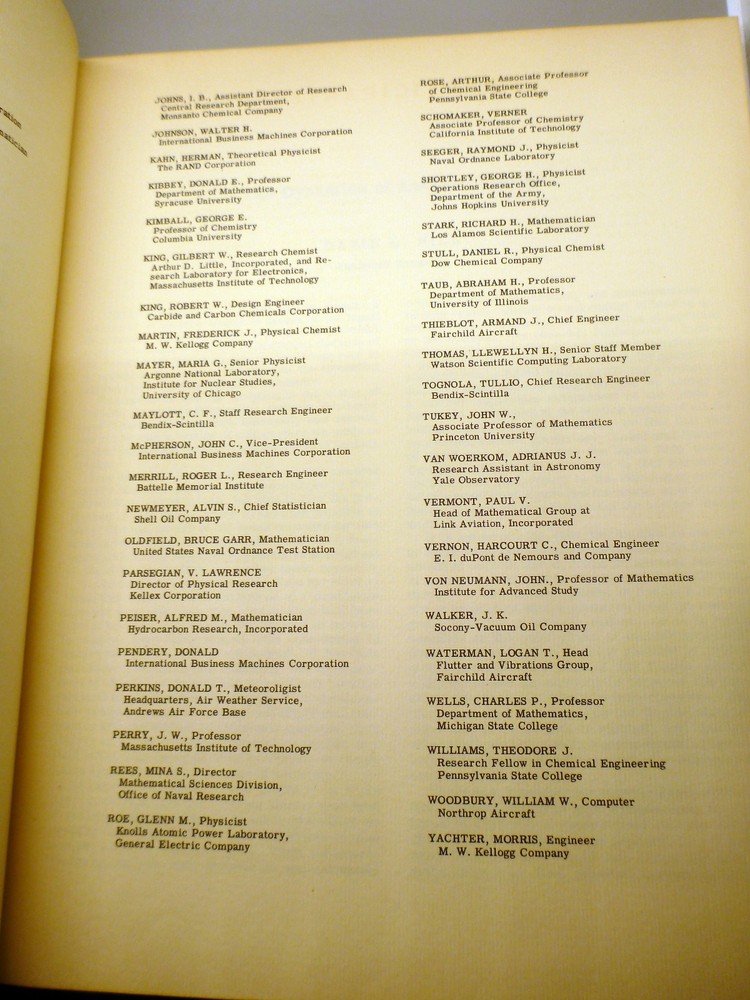 ration
matician
JOHNS, I. B., Assistant Director of Research
Central Research Department,
Monsanto Chemical Company
JOHNSON, WALTER H.
International Business Machines Corporation
KAHN, HERMAN, Theoretical Physicist
The RAND Corporation
KIBBEY, DONALD E., Professor
Department of Mathematics,
Syracuse University
KIMBALL, GEORGE E.
Professor of Chemistry
Columbia University
KING, GILBERT W., Research Chemist
Arthur D. Little, Incorporated, and Re-
search Laboratory for Electronics,
Massachusetts Institute of Technology
KING, ROBERT W., Design Engineer
Carbide and Carbon Chemicals Corporation
MARTIN, FREDERICK J., Physical Chemist
M. W. Kellogg Company
MAYER, MARIA G., Senior Physicist
Argonne National Laboratory,
Institute for Nuclear Studies,
University of Chicago
MAYLOTT, C. F., Staff Research Engineer
Bendix-Scintilla
McPHERSON, JOHN C., Vice-President
International Business Machines Corporation
MERRILL, ROGER L., Research Engineer
Battelle Memorial Institute
NEWMEYER, ALVIN S., Chief Statistician
Shell Oil Company
OLDFIELD, BRUCE GARR, Mathematician
United States Naval Ordnance Test Station
PARSEGIAN, V. LAWRENCE
Director of Physical Research
Kellex Corporation
PEISER, ALFRED M., Mathematician
Hydrocarbon Research, Incorporated
PENDERY, DONALD
International Business Machines Corporation
PERKINS, DONALD T., Meteoroligist
Headquarters, Air Weather Service,
Andrews Air Force Base
PERRY, J. W., Professor
Massachusetts Institute of Technology
REES, MINA S., Director
Mathematical Sciences Division,
Office of Naval Research
ROE, GLENN M., Physicist
Knolls Atomic Power Laboratory,
General Electric Company
ROSE, ARTHUR, Associate Professor
of Chemical Engineering
Pennsylvania State College
SCHOMAKER, VERNER
Associate Professor of Chemistry
California Institute of Technology
SEEGER, RAYMOND J., Physicist
Naval Ordnance Laboratory
SHORTLEY, GEORGE H., Physicist
Operations Research Office,
Department of the Army,
Johns Hopkins University
STARK, RICHARD H., Mathematician
Los Alamos Scientific Laboratory
STULL, DANIEL R., Physical Chemist
Dow Chemical Company
TAUB, ABRAHAM H., Professor
Department of Mathematics,
University of Illinois
THIEBLOT, ARMAND J., Chief Engineer
Fairchild Aircraft
THOMAS, LLEWELLYN H., Senior Staff Member
Watson Scientific Computing Laboratory
TOGNOLA, TULLIO, Chief Research Engineer
Bendix-Scintilla
TUKEY, JOHN W.,
Associate Professor of Mathematics
Princeton University
VAN WOERKOM, ADRIANUS J. J.
Research Assistant in Astronomy
Yale Observatory
VERMONT, PAUL V.
Head of Mathematical Group at
Link Aviation, Incorporated
VERNON, HARCOURT C., Chemical Engineer
E. I. duPont de Nemours and Company
VON NEUMANN, JOHN., Professor of Mathematics
Institute for Advanced Study
WALKER, J. K.
Socony-Vacuum Oil Company
WATERMAN, LOGAN T., Head
Flutter and Vibrations Group,
Fairchild Aircraft
WELLS, CHARLES P., Professor
Department of Mathematics,
Michigan State College
WILLIAMS, THEODORE J.
Research Fellow in Chemical Engineering
Pennsylvania State College
WOODBURY, WILLIAM W., Computer
Northrop Aircraft
YACHTER, MORRIS, Engineer
M. W. Kellogg Company